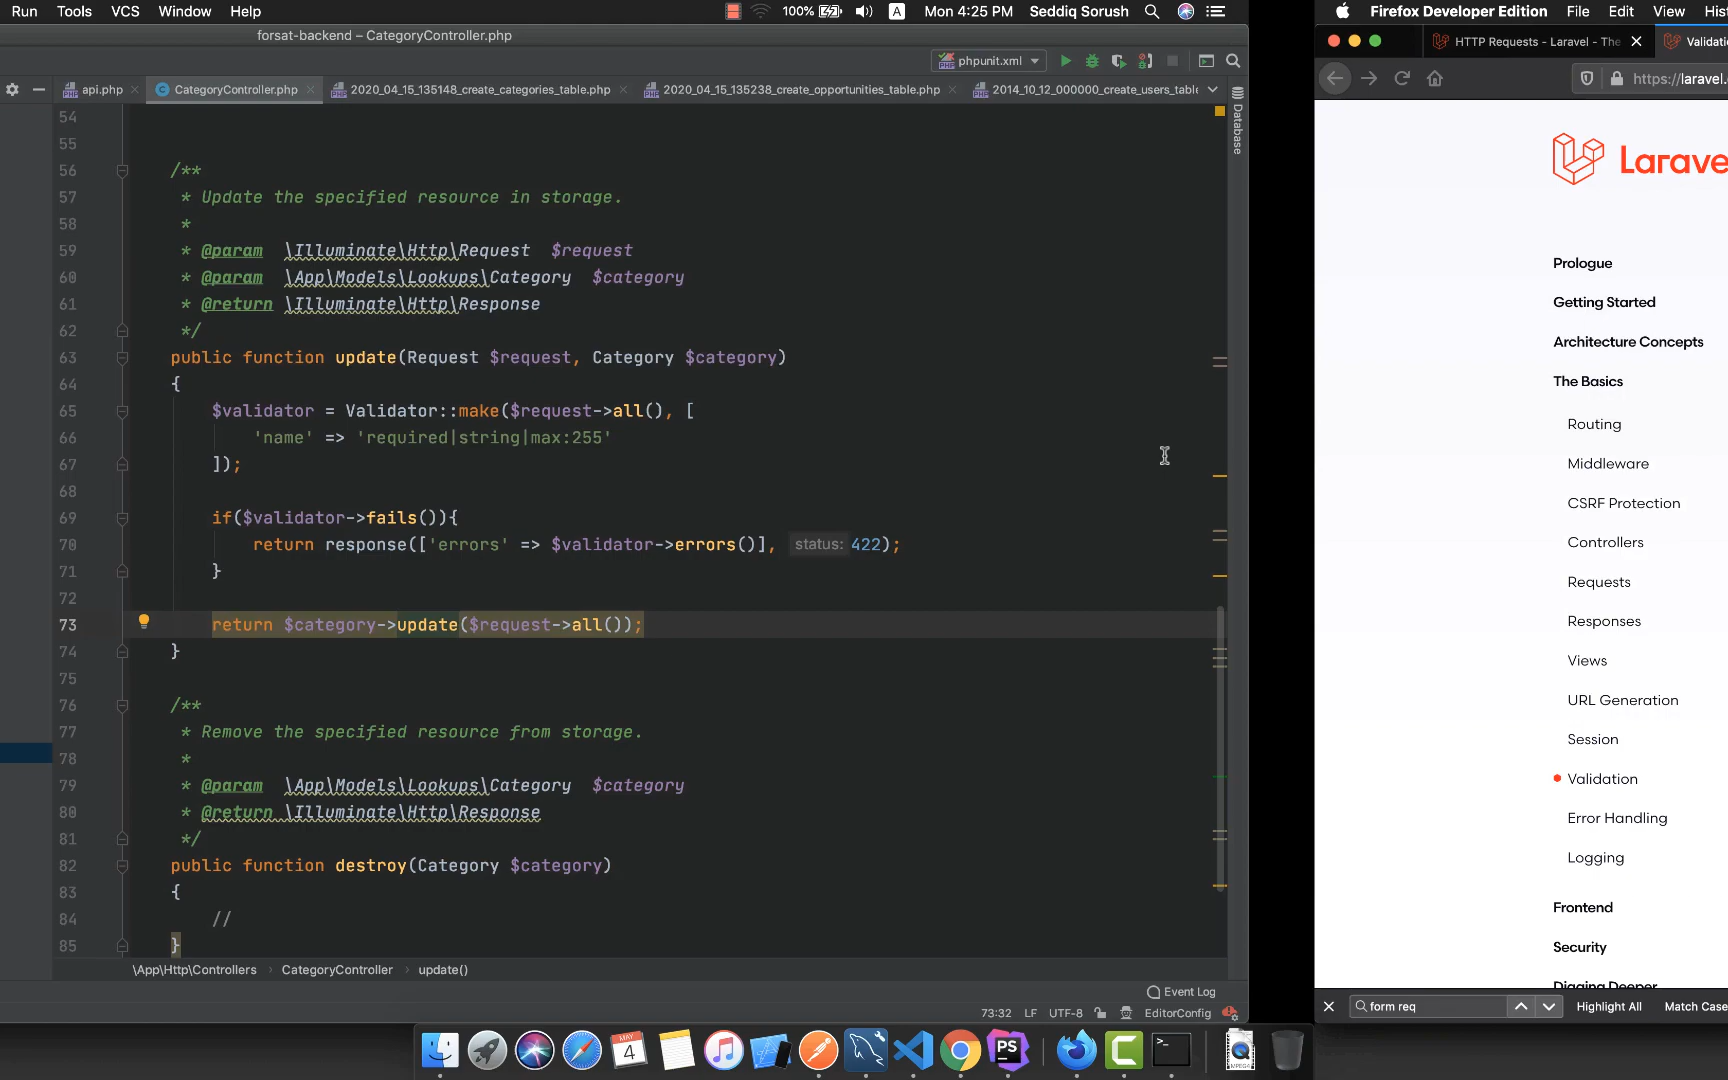 Run Tools VCS Window Help
100% A Mon 4:25 PM Seddiq Sorush
Firefox Developer Edition File Edit View
forsat-backend – CategoryController.php
phpunit.xml
HTTP Requests - Laravel - The
api.php CategoryController.php 2020_04_15_135148_create_categories_table.php 2020_04_15_135238_create_opportunities_table.php 2014_10_12_000000_create_users_table
https://laravel.
Database
54
55
56 /**
57 * Update the specified resource in storage.
58 *
59 * @param \Illuminate\Http\Request $request
60 * @param \App\Models\Lookups\Category $category
61 * @return \Illuminate\Http\Response
62 */
63 public function update(Request $request, Category $category)
64 {
65 $validator = Validator::make($request->all(), [
66 'name' => 'required|string|max:255'
67 ]);
68
69 if($validator->fails()){
70 return response(['errors' => $validator->errors()], status: 422);
71 }
72
73 return $category->update($request->all());
74 }
75
76 /**
77 * Remove the specified resource from storage.
78 *
79 * @param \App\Models\Lookups\Category $category
80 * @return \Illuminate\Http\Response
81 */
82 public function destroy(Category $category)
83 {
84 //
85 }
\App\Http\Controllers › CategoryController › update()
Event Log
73:32 LF UTF-8 EditorConfig
Prologue
Getting Started
Architecture Concepts
The Basics
Routing
Middleware
CSRF Protection
Controllers
Requests
Responses
Views
URL Generation
Session
Validation
Error Handling
Logging
Frontend
Security
Digging Deeper
form req Highlight All Match Case
MAY
4
PS